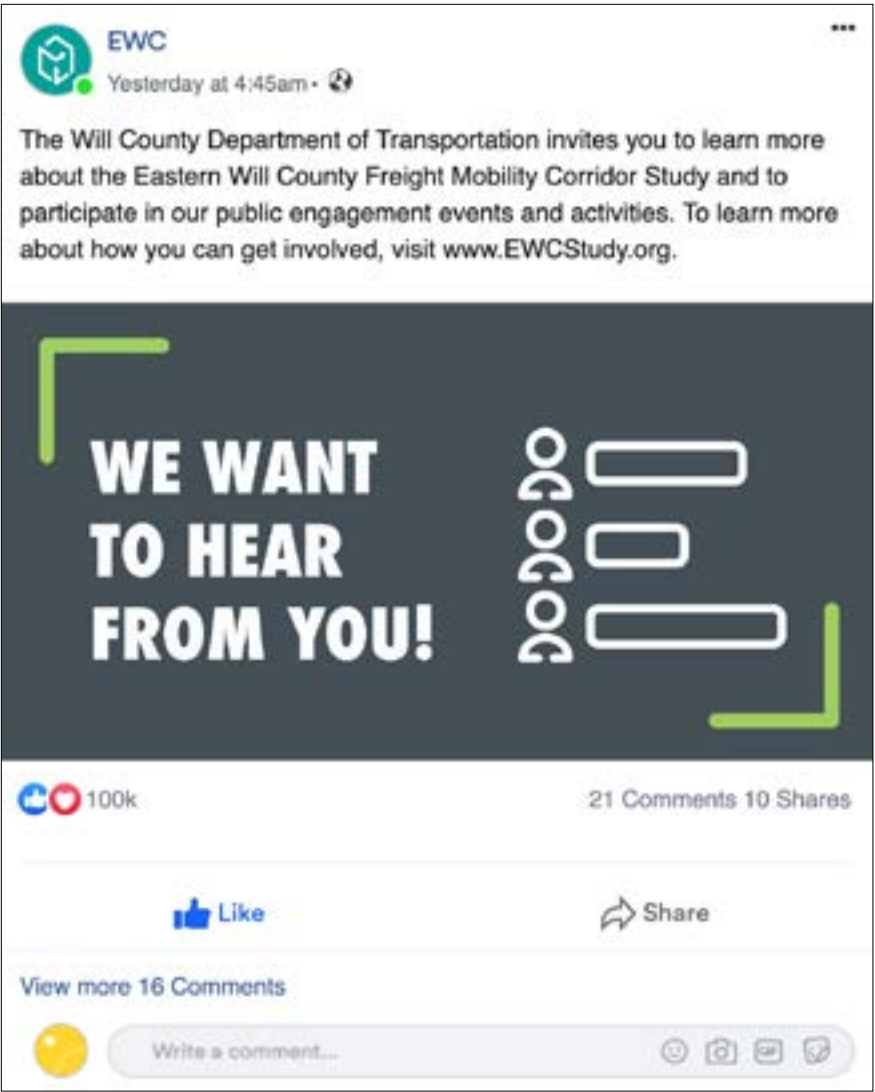 EWC
Yesterday at 4:45am •
The Will County Department of Transportation invites you to learn more
about the Eastern Will County Freight Mobility Corridor Study and to
participate in our public engagement events and activities. To learn more
about how you can get involved, visit www.EWCStudy.org.
WE WANT
TO HEAR
FROM YOU!
100k
21 Comments 10 Shares
Like
Share
View more 16 Comments
Write a comment...
GIF